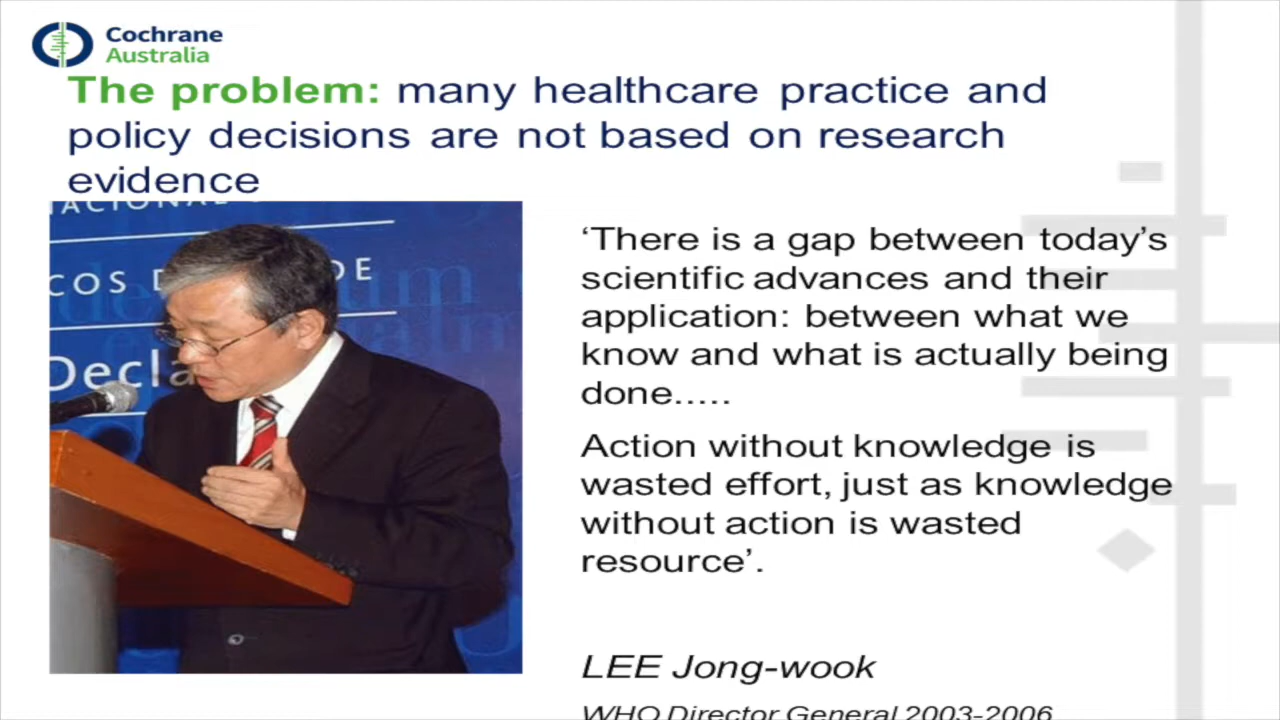 Cochrane
Australia
The problem: many healthcare practice and
policy decisions are not based on research
evidence
COS D
DE
Decla
‘There is a gap between today’s
scientific advances and their
application: between what we
know and what is actually being
done.....
Action without knowledge is
wasted effort, just as knowledge
without action is wasted
resource’.
LEE Jong-wook
WHO Director General 2003-2006